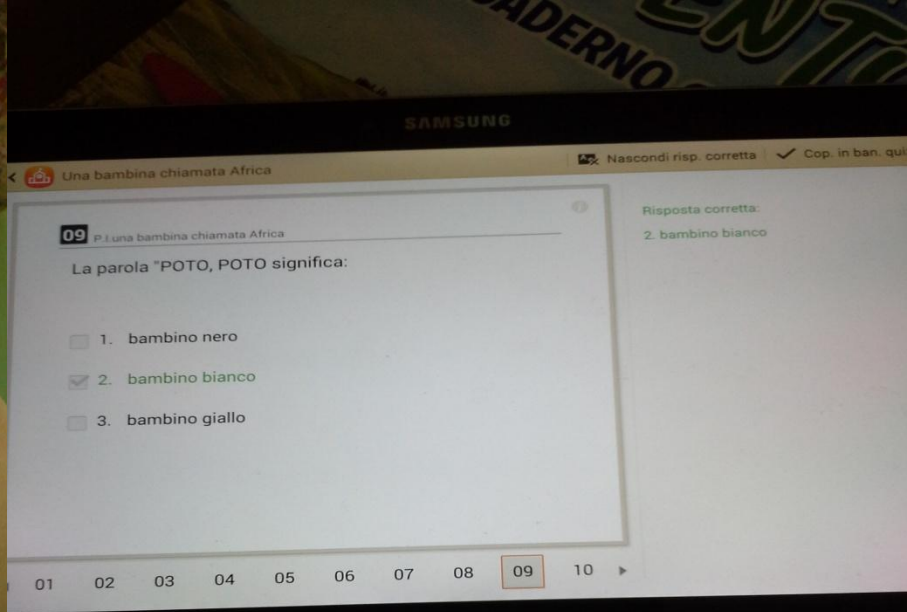 QUADERNO
SAMSUNG
Una bambina chiamata Africa
Nascondi risp. corretta
Cop. in ban. qui
09 P.I una bambina chiamata Africa
La parola "POTO, POTO significa:
1. bambino nero
2. bambino bianco
3. bambino giallo
Risposta corretta:
2. bambino bianco
01 02 03 04 05 06 07 08 09 10